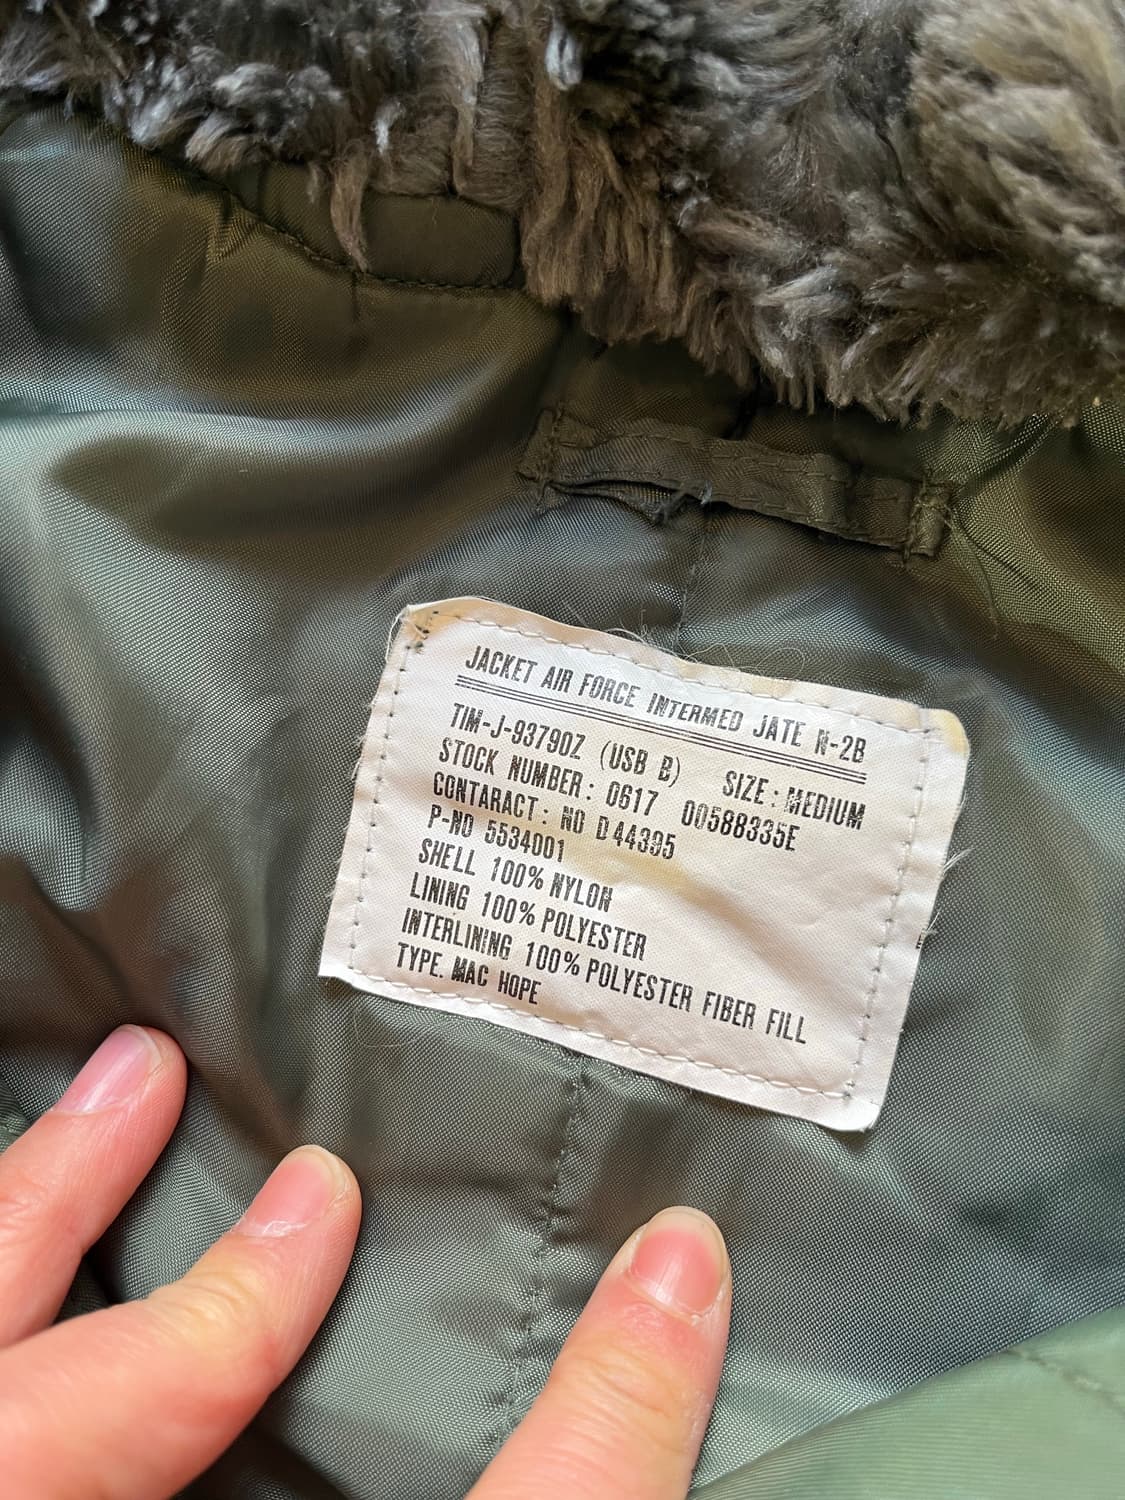 JACKET AIR FORCE INTERMED JATE N-2B
TIM-J-93790Z (USB B) SIZE: MEDIUM
STOCK NUMBER: 0617 00588335E
CONTARACT: NO D44395
P-NO 5534001
SHELL 100% NYLON
LINING 100% POLYESTER
INTERLINING 100% POLYESTER FIBER FILL
TYPE. MAC HOPE